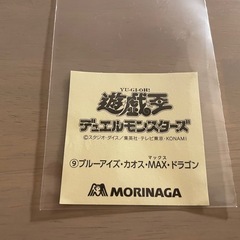 YU-GI-OH!
遊戯王
デュエルモンスターズ
©スタジオ・ダイス/集英社・テレビ東京・KONAMI
マックス
⑨ブルーアイズ・カオス・MAX・ドラゴン
MORINAGA